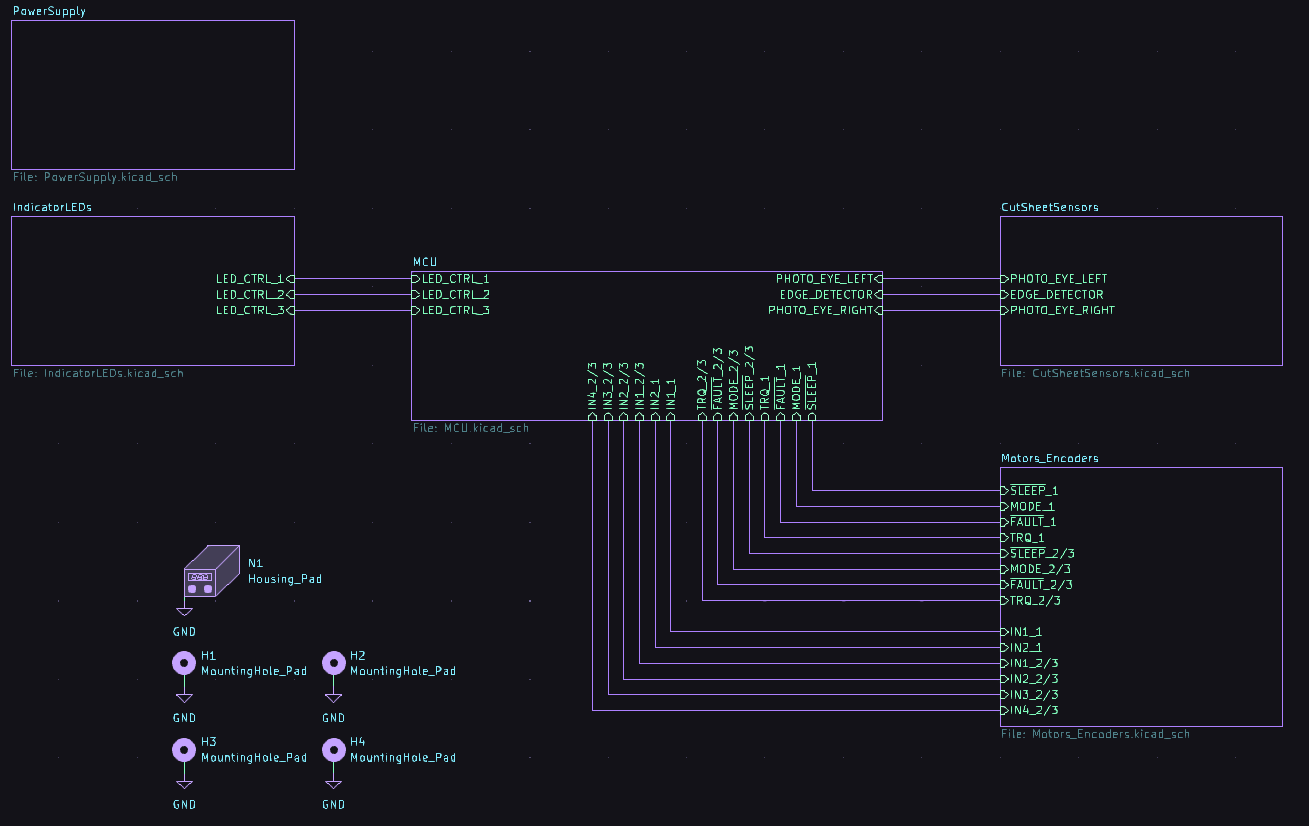 PowerSupply
File: PowerSupply.kicad_sch
IndicatorLEDs
LED_CTRL_1
LED_CTRL_2
LED_CTRL_3
File: IndicatorLEDs.kicad_sch
MCU
LED_CTRL_1
LED_CTRL_2
LED_CTRL_3
PHOTO_EYE_LEFT
EDGE_DETECTOR
PHOTO_EYE_RIGHT
IN4_2/3
IN3_2/3
IN2_2/3
IN1_2/3
IN2_1
IN1_1
TRQ_2/3
FAULT_2/3
MODE_2/3
SLEEP_2/3
TRQ_1
FAULT_1
MODE_1
SLEEP_1
File: MCU.kicad_sch
CutSheetSensors
PHOTO_EYE_LEFT
EDGE_DETECTOR
PHOTO_EYE_RIGHT
File: CutSheetSensors.kicad_sch
Motors_Encoders
SLEEP_1
MODE_1
FAULT_1
TRQ_1
SLEEP_2/3
MODE_2/3
FAULT_2/3
TRQ_2/3
IN1_1
IN2_1
IN1_2/3
IN2_2/3
IN3_2/3
IN4_2/3
File: Motors_Encoders.kicad_sch
N1
Housing_Pad
GND
H1
MountingHole_Pad
GND
H2
MountingHole_Pad
GND
H3
MountingHole_Pad
GND
H4
MountingHole_Pad
GND